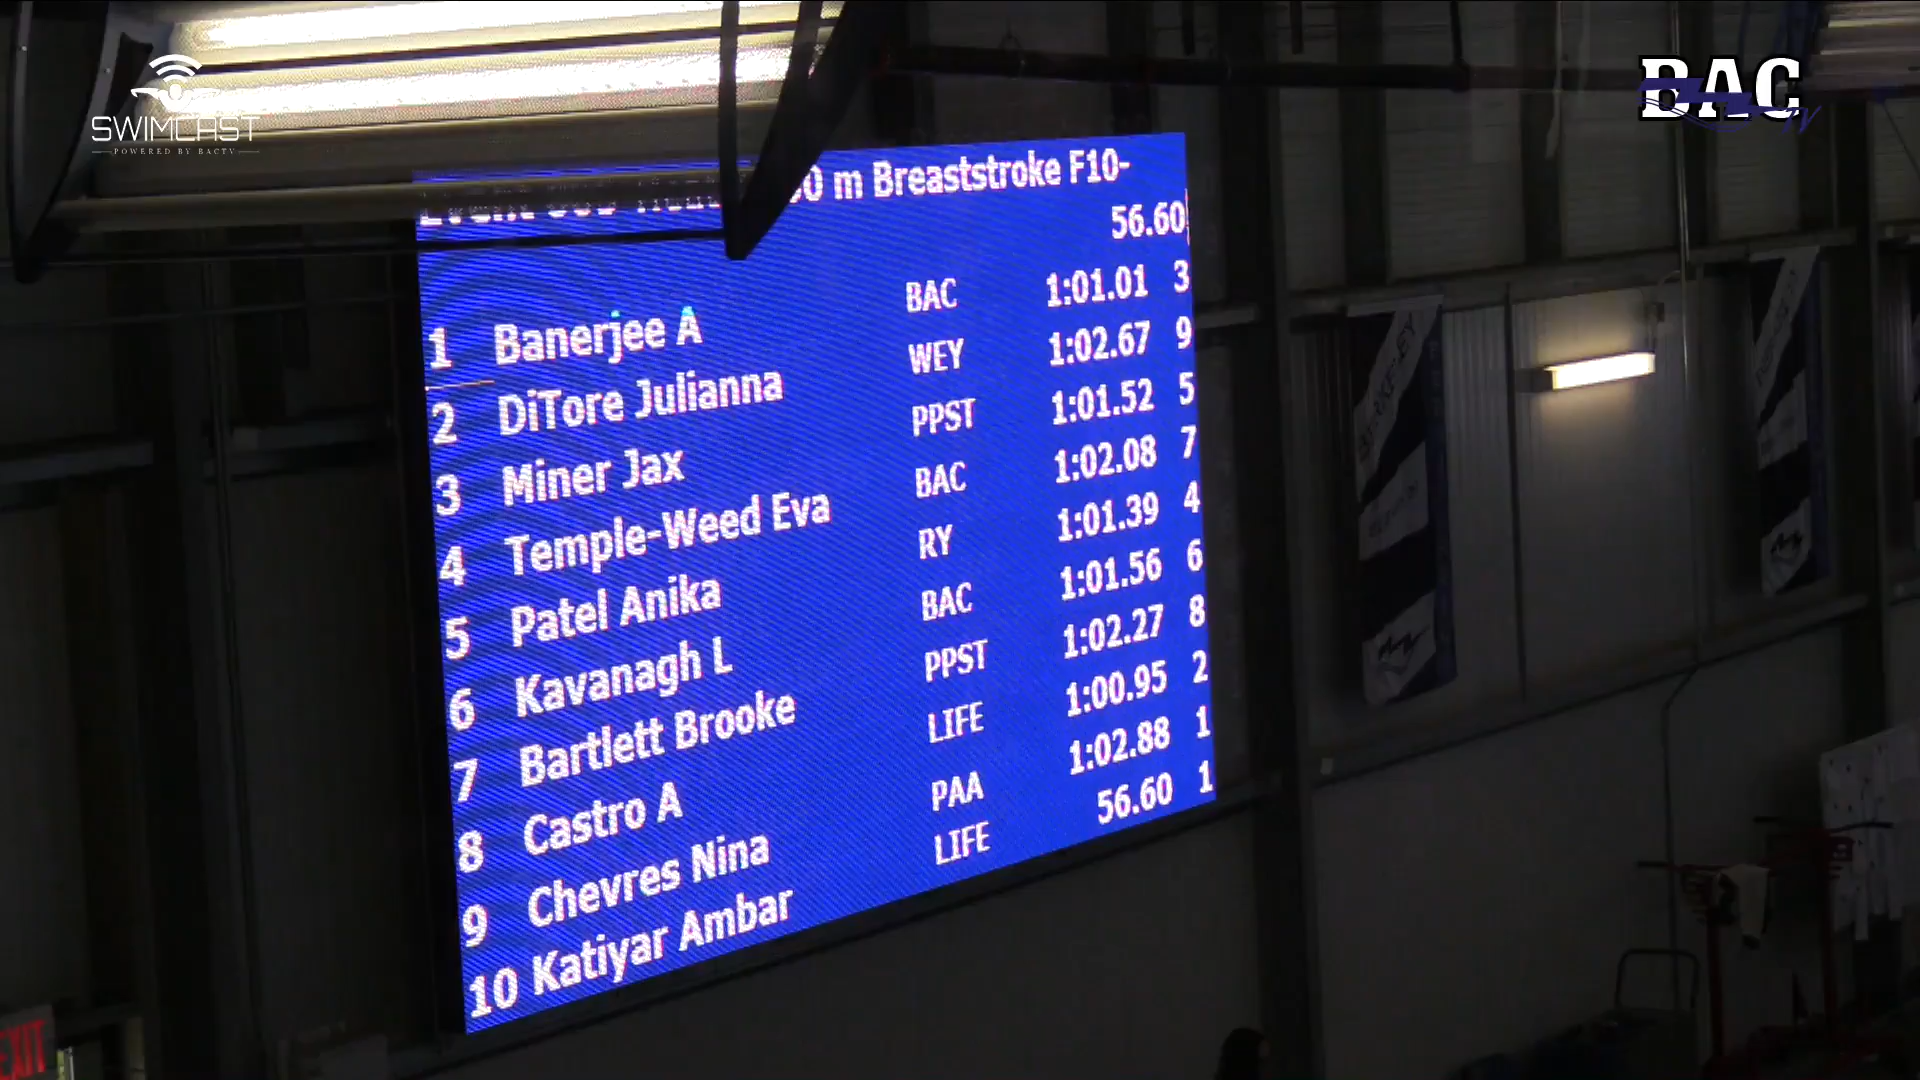 SWIMCAST
POWERED BY BACTV
BAC
TV
0 m Breaststroke F10-
56.60
1 Banerjee A BAC 1:01.01 3
2 DiTore Julianna WEY 1:02.67 9
3 Miner Jax PPST 1:01.52 5
4 Temple-Weed Eva BAC 1:02.08 7
5 Patel Anika RY 1:01.39 4
6 Kavanagh L BAC 1:01.56 6
7 Bartlett Brooke PPST 1:02.27 8
8 Castro A LIFE 1:00.95 2
9 Chevres Nina PAA 1:02.88 1
10 Katiyar Ambar LIFE 56.60 1
EXIT